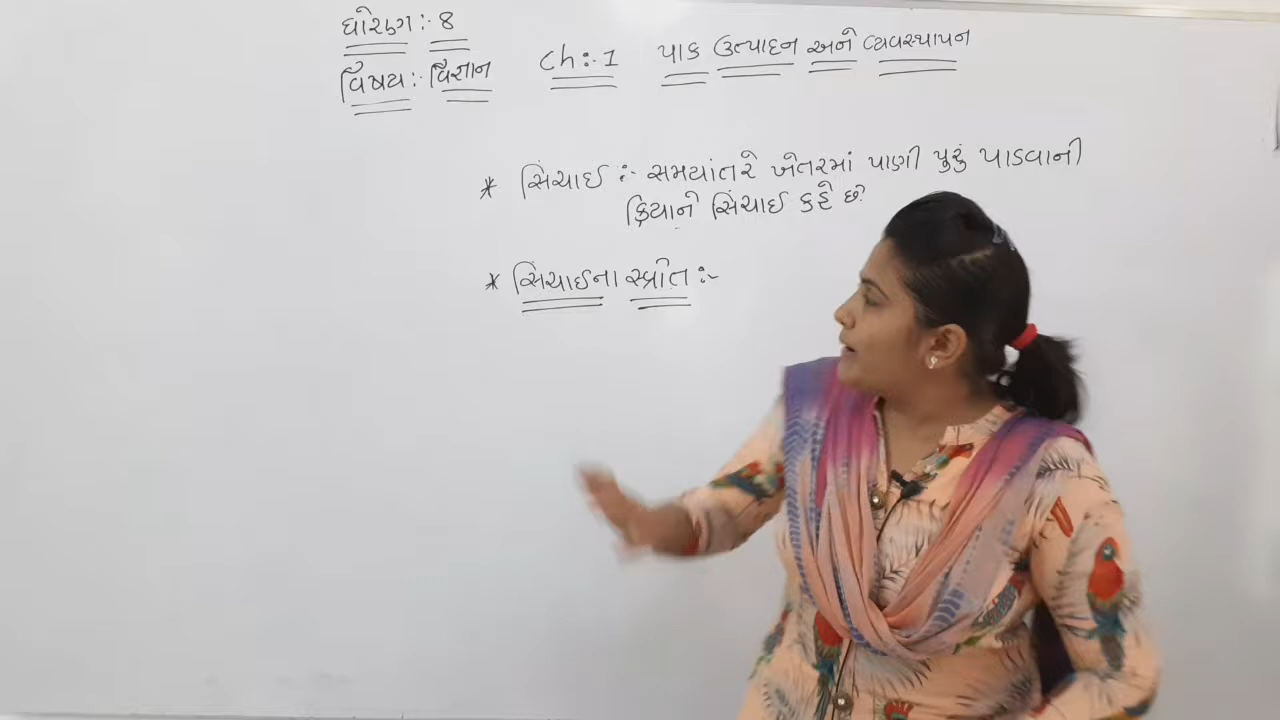 ધોરણ :- 8
વિષય :- વિજ્ઞાન
Ch :- 1 પાક ઉત્પાદન અને વ્યવસ્થાપન
* સિંચાઈ :- સમયાંતરે ખેતરમાં પાણી પુરું પાડવાની
ક્રિયાને સિંચાઈ કહે છે.
* સિંચાઈના સ્ત્રોત :-